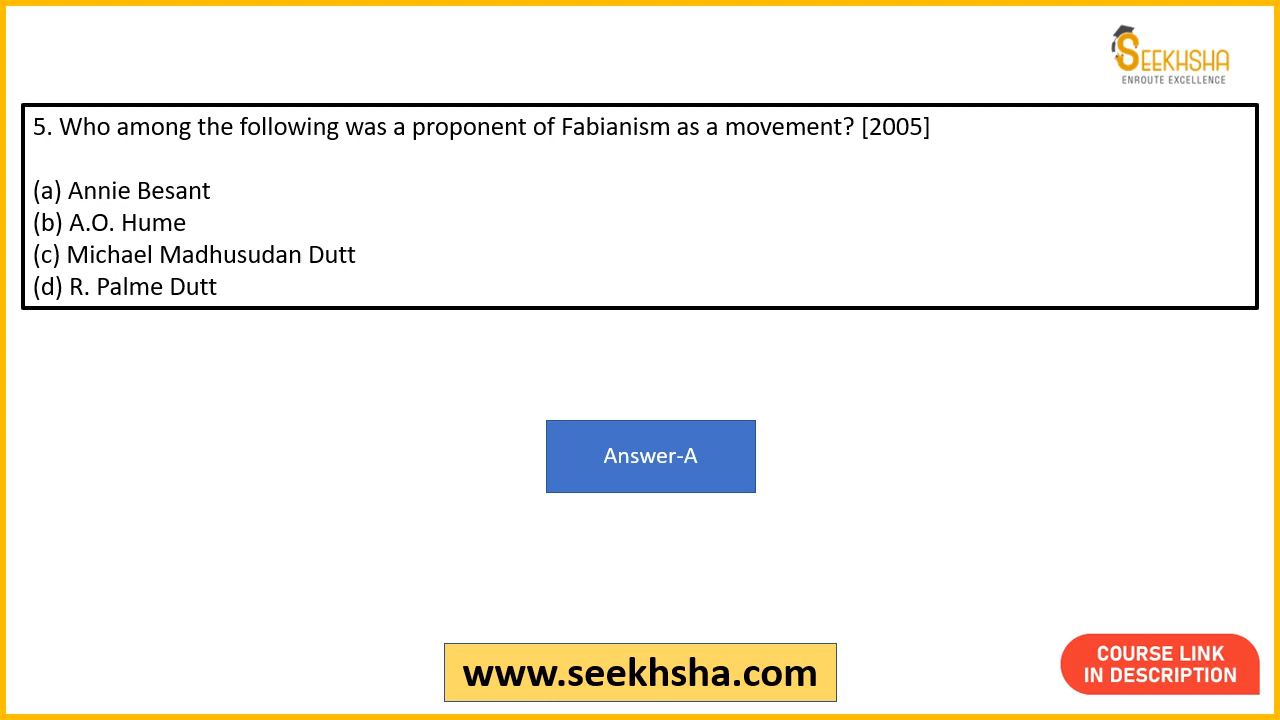 SEEKHSHA
ENROUTE EXCELLENCE
5. Who among the following was a proponent of Fabianism as a movement? [2005]
(a) Annie Besant
(b) A.O. Hume
(c) Michael Madhusudan Dutt
(d) R. Palme Dutt
Answer-A
www.seekhsha.com
COURSE LINK
IN DESCRIPTION